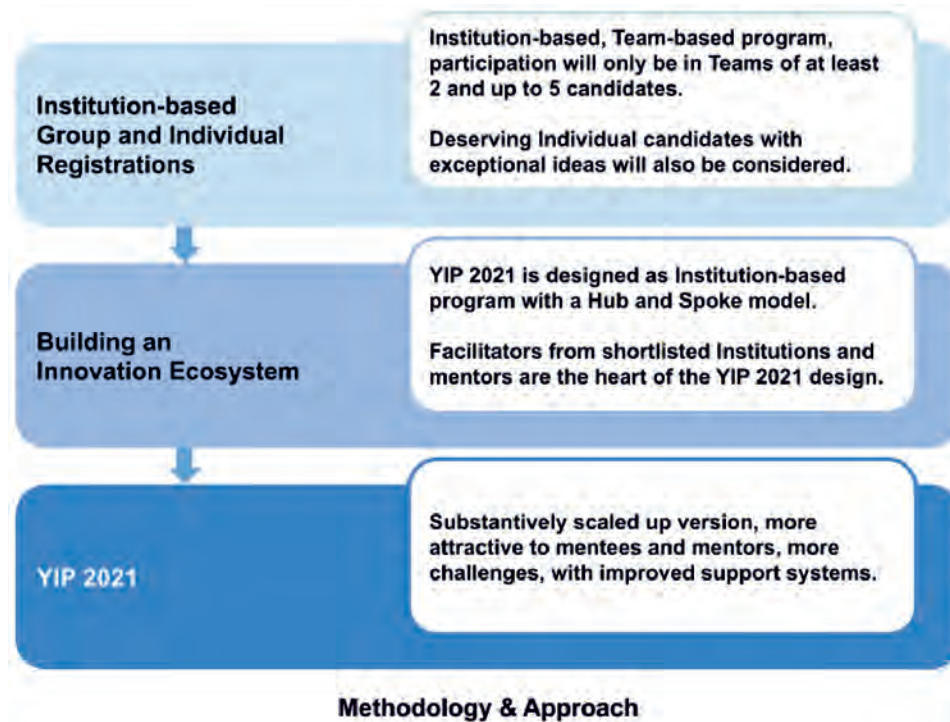 Institution-based
Group and Individual
Registrations
Institution-based, Team-based program,
participation will only be in Teams of at least
2 and up to 5 candidates.
Deserving Individual candidates with
exceptional ideas will also be considered.
Building an
Innovation Ecosystem
YIP 2021 is designed as Institution-based
program with a Hub and Spoke model.
Facilitators from shortlisted Institutions and
mentors are the heart of the YIP 2021 design.
YIP 2021
Substantively scaled up version, more
attractive to mentees and mentors, more
challenges, with improved support systems.
Methodology & Approach